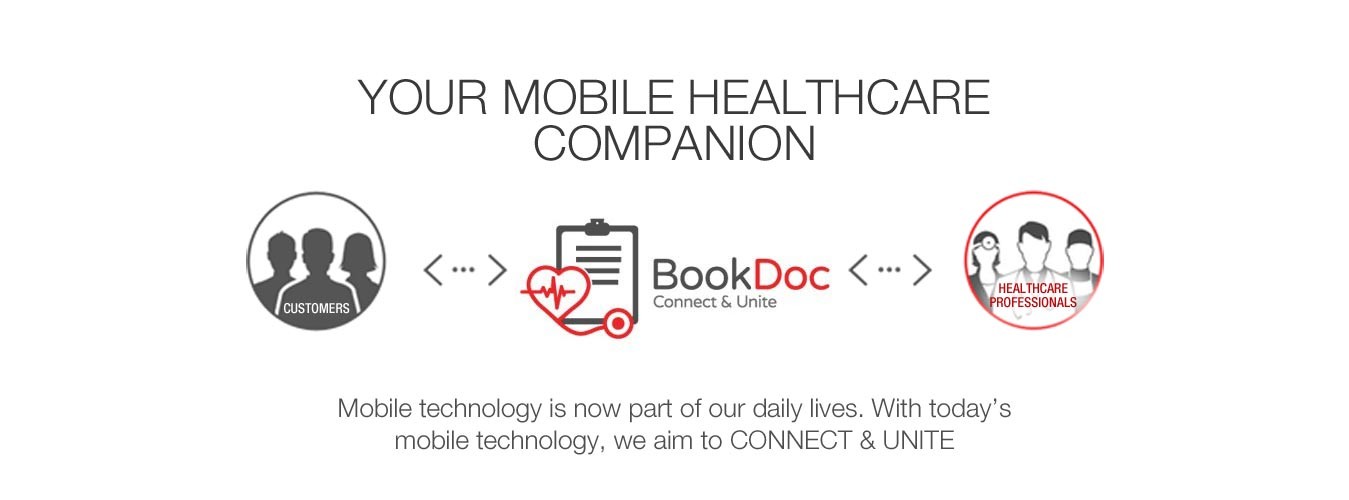 YOUR MOBILE HEALTHCARE
COMPANION
CUSTOMERS
BookDoc
Connect & Unite
HEALTHCARE
PROFESSIONALS
Mobile technology is now part of our daily lives. With today’s
mobile technology, we aim to CONNECT & UNITE